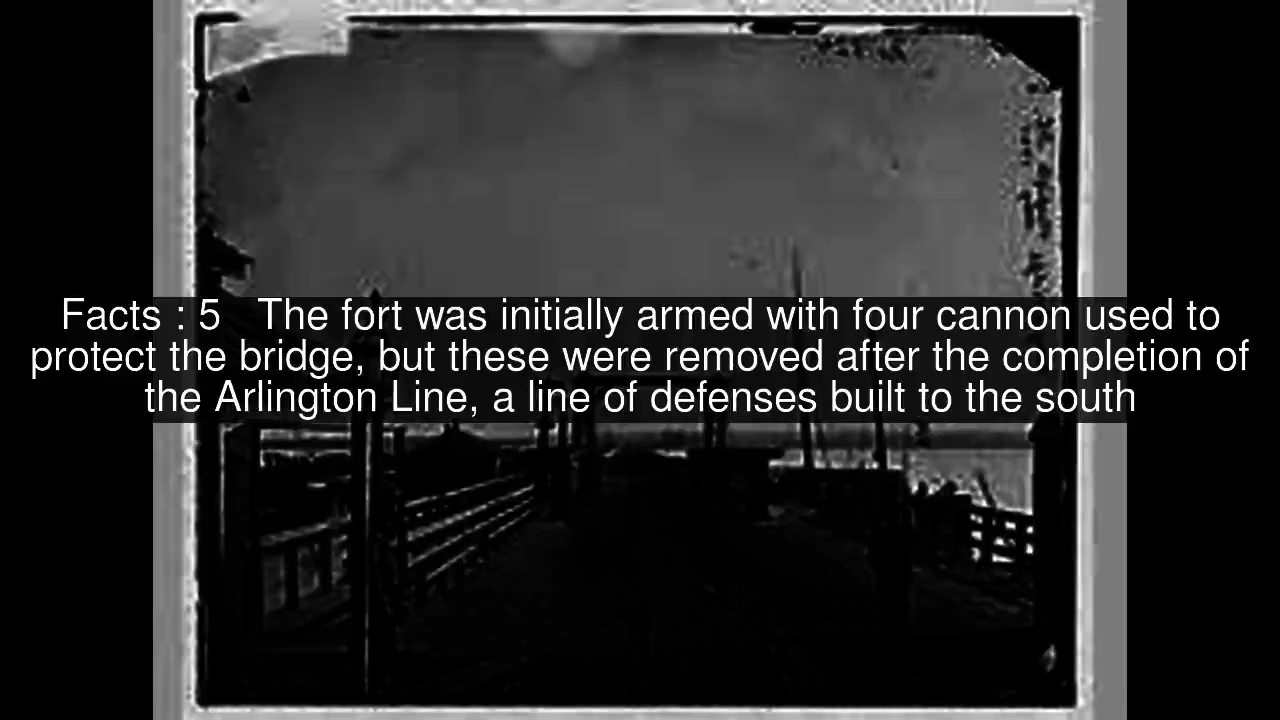 Facts : 5 The fort was initially armed with four cannon used to
protect the bridge, but these were removed after the completion of
the Arlington Line, a line of defenses built to the south